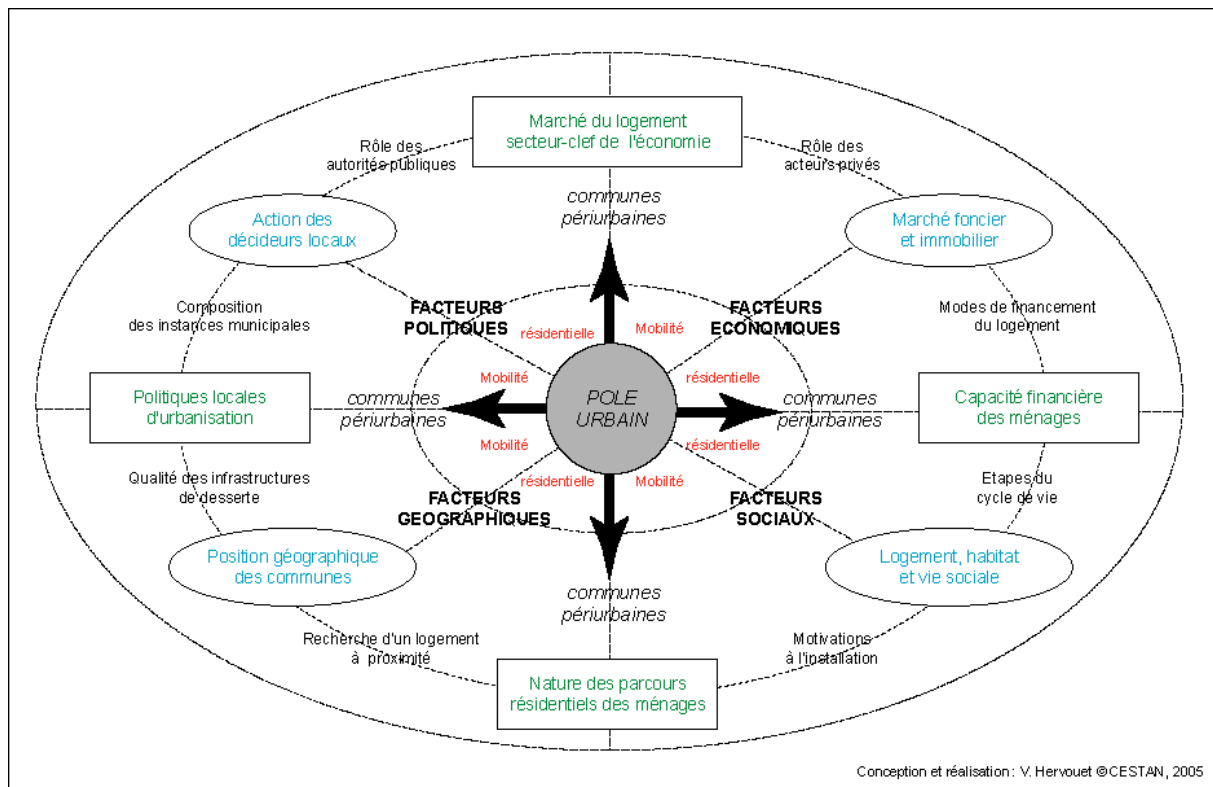 Marché du logement
secteur-clef de l'économie
Rôle des
autorités publiques
Rôle des
acteurs privés
communes
périurbaines
Action des
décideurs locaux
Marché foncier
et immobilier
Composition
des instances municipales
FACTEURS
POLITIQUES
résidentielle
Mobilité
FACTEURS
ECONOMIQUES
Modes de financement
du logement
Mobilité
résidentielle
Politiques locales
d'urbanisation
communes
périurbaines
POLE
URBAIN
communes
périurbaines
Capacité financière
des ménages
Mobilité
résidentielle
Qualité des infrastructures
de desserte
résidentielle
Mobilité
Etapes du
cycle de vie
FACTEURS
GEOGRAPHIQUES
FACTEURS
SOCIAUX
Position géographique
des communes
Logement, habitat
et vie sociale
communes
périurbaines
Recherche d'un logement
à proximité
Motivations
à l'installation
Nature des parcours
résidentiels des ménages
Conception et réalisation : V. Hervouet ©CESTAN, 2005